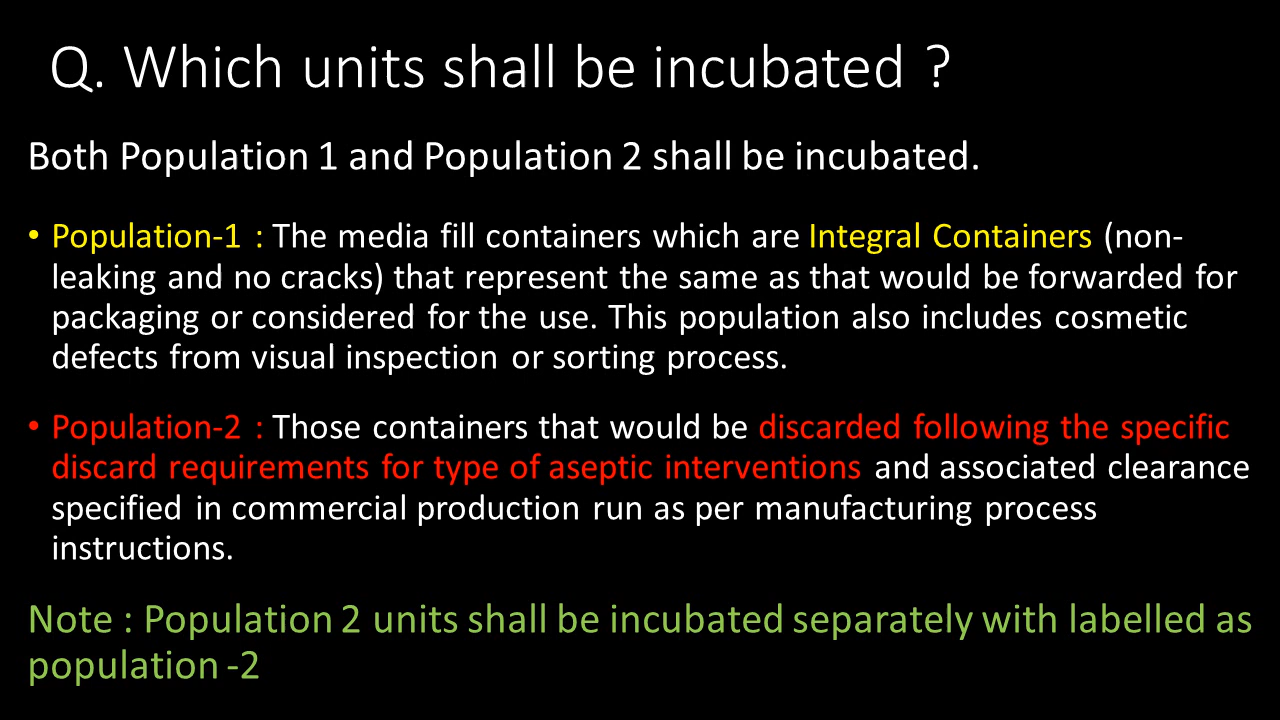 Q. Which units shall be incubated ?
Both Population 1 and Population 2 shall be incubated.
• Population-1 : The media fill containers which are Integral Containers (non-
leaking and no cracks) that represent the same as that would be forwarded for
packaging or considered for the use. This population also includes cosmetic
defects from visual inspection or sorting process.
• Population-2 : Those containers that would be discarded following the specific
discard requirements for type of aseptic interventions and associated clearance
specified in commercial production run as per manufacturing process
instructions.
Note : Population 2 units shall be incubated separately with labelled as
population -2